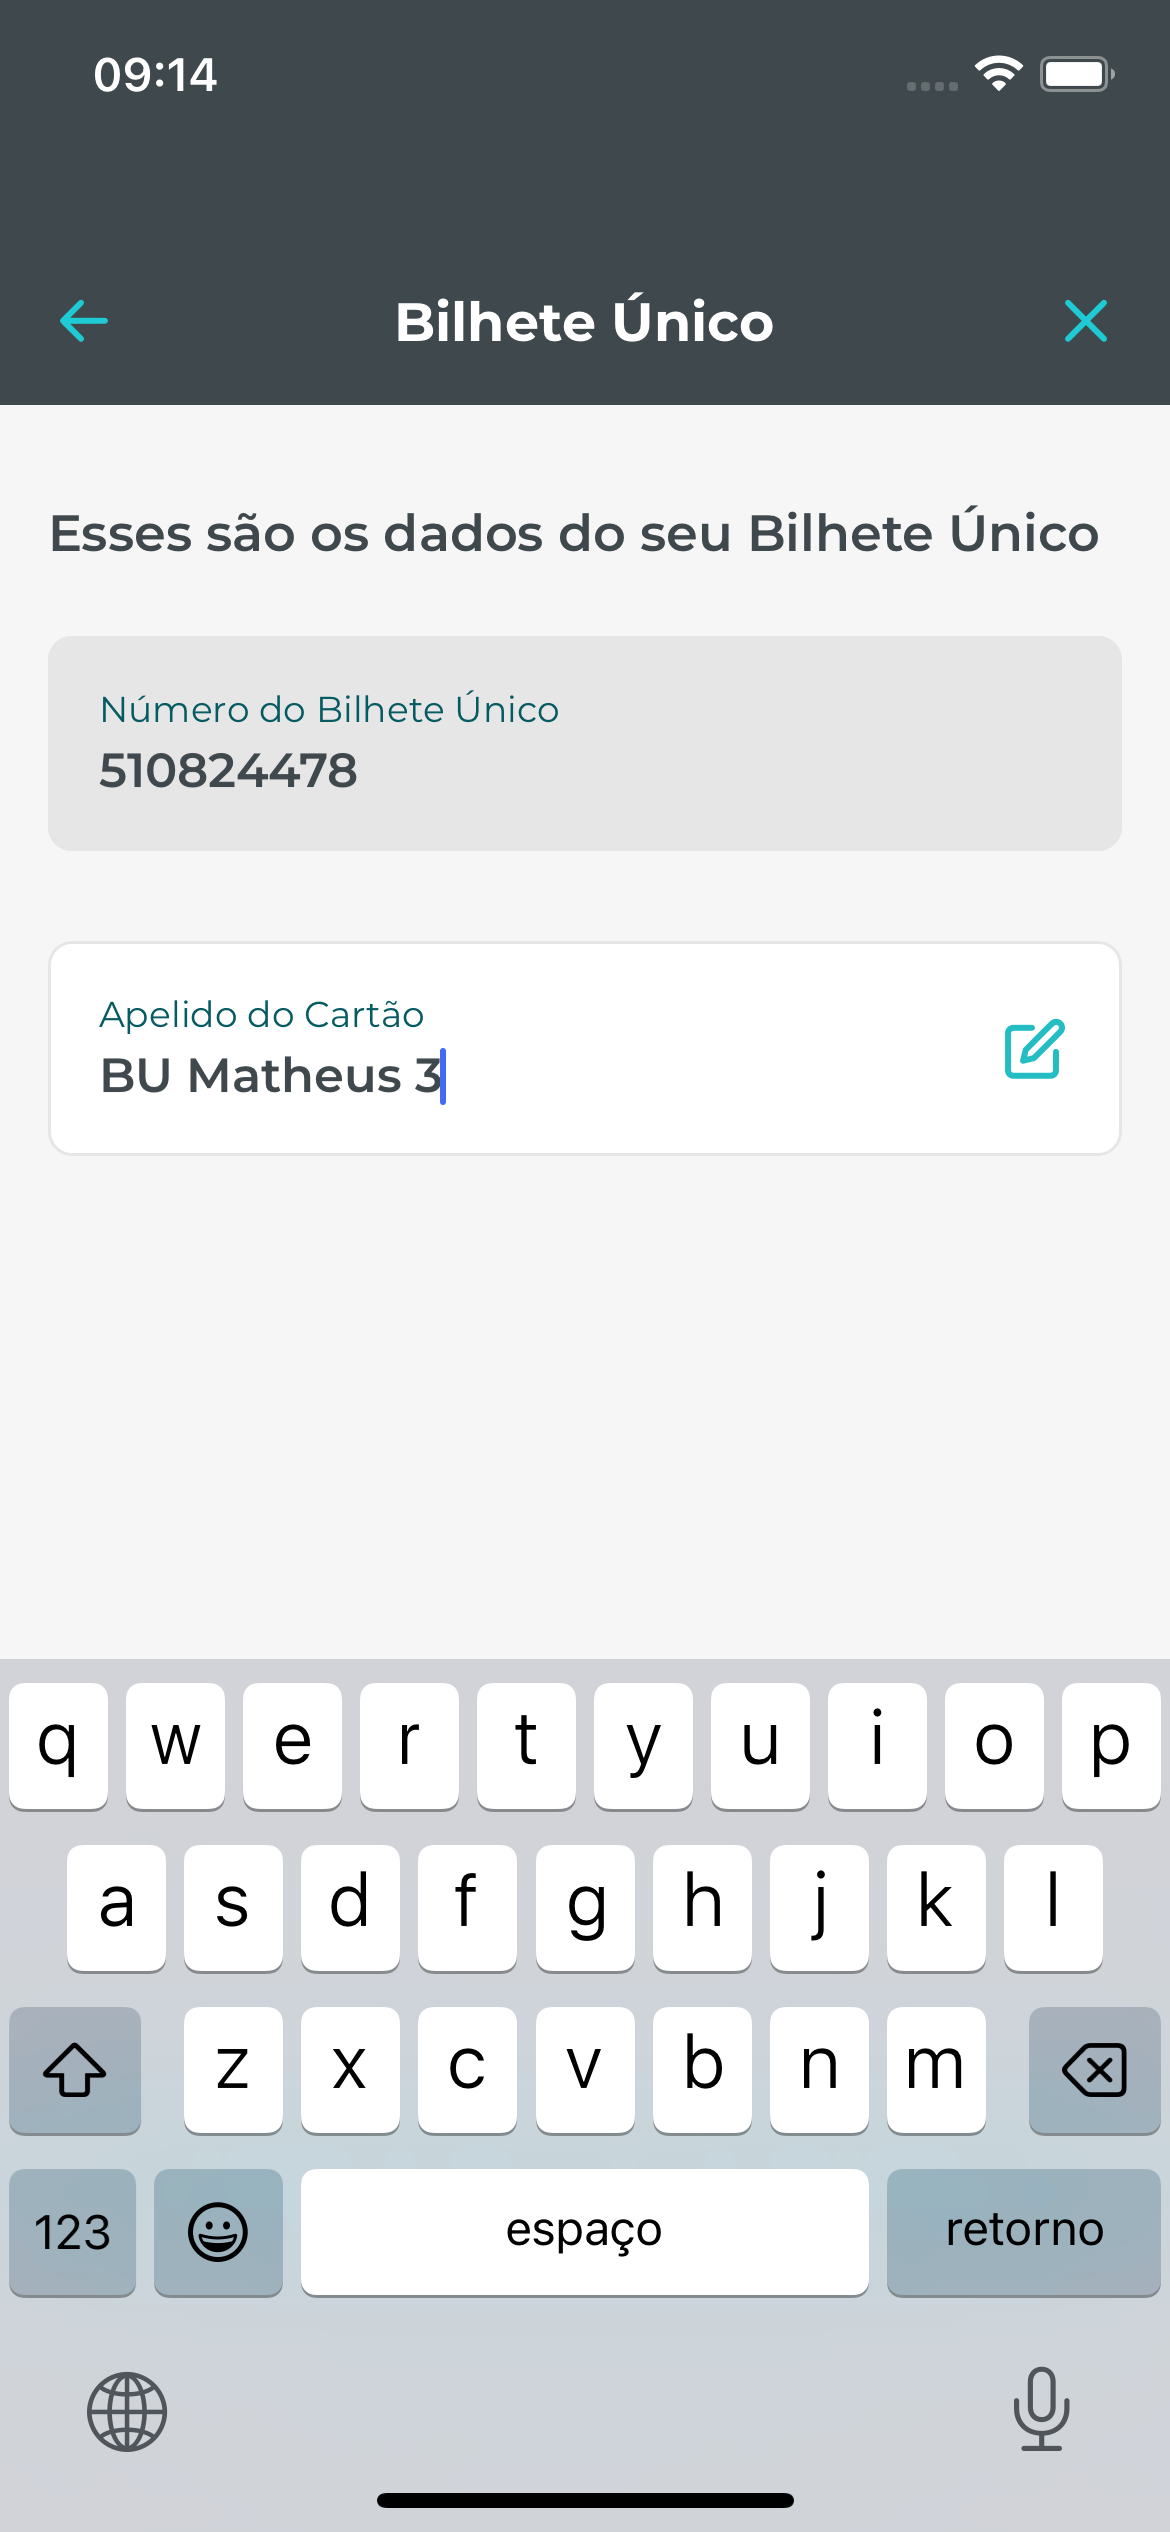 09:14
Bilhete Único
Esses são os dados do seu Bilhete Único
Número do Bilhete Único
510824478
Apelido do Cartão
BU Matheus 3
q w e r t y u i o p
a s d f g h j k l
z x c v b n m
123 espaço retorno